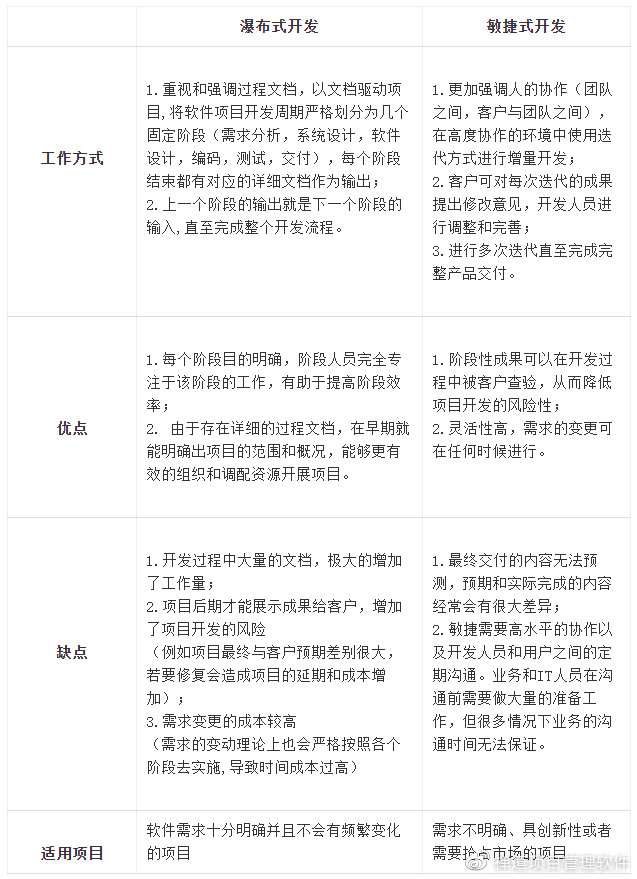 瀑布式开发
敏捷式开发
工作方式
1.重视和强调过程文档，以文档驱动项
目,将软件项目开发周期严格划分为几个
固定阶段（需求分析，系统设计，软件
设计，编码，测试，交付），每个阶段
结束都有对应的详细文档作为输出；
2.上一个阶段的输出就是下一个阶段的
输入,直至完成整个开发流程。
1.更加强调人的协作（团队
之间，客户与团队之间），
在高度协作的环境中使用迭
代方式进行增量开发；
2.客户可对每次迭代的成果
提出修改意见，开发人员进
行调整和完善；
3.进行多次迭代直至完成完
整产品交付。
优点
1.每个阶段目的明确，阶段人员完全专
注于该阶段的工作，有助于提高阶段效
率；
2. 由于存在详细的过程文档，在早期就
能明确出项目的范围和概况，能够更有
效的组织和调配资源开展项目。
1.阶段性成果可以在开发过
程中被客户查验，从而降低
项目开发的风险性；
2.灵活性高，需求的变更可
在任何时候进行。
缺点
1.开发过程中大量的文档，极大的增加
了工作量；
2.项目后期才能展示成果给客户，增加
了项目开发的风险
（例如项目最终与客户预期差别很大，
若要修复会造成项目的延期和成本增
加）；
3.需求变更的成本较高
（需求的变动理论上也会严格按照各个
阶段去实施,导致时间成本过高）
1.最终交付的内容无法预
测，预期和实际完成的内容
经常会有很大差异；
2.敏捷需要高水平的协作以
及开发人员和用户之间的定
期沟通。业务和IT人员在沟
通前需要做大量的准备工
作，但很多情况下业务的沟
通时间无法保证。
适用项目
软件需求十分明确并且不会有频繁变化
的项目
需求不明确、具创新性或者
需要抢占市场的项目
禅道项目管理软件